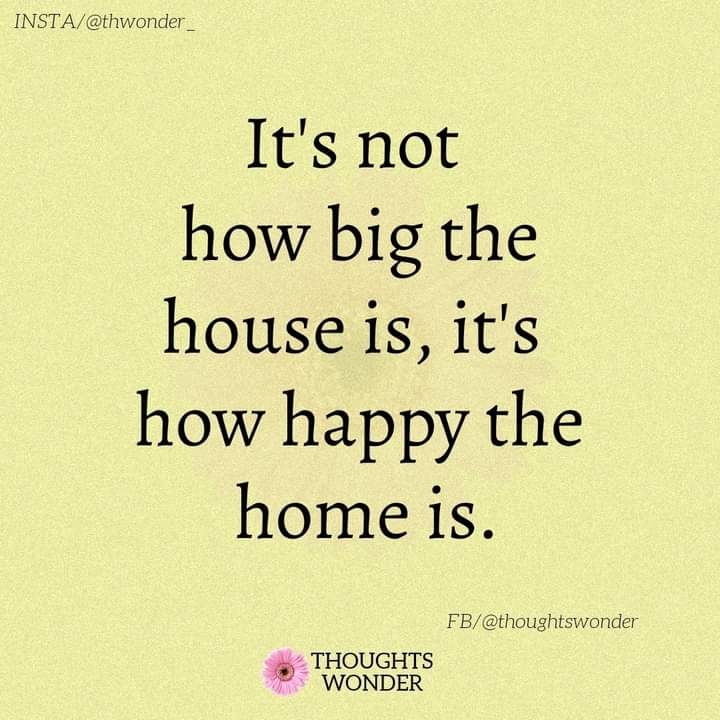 INSTA/@thwonder_
It's not
how big the
house is, it's
how happy the
home is.
FB/@thoughtswonder
THOUGHTS
WONDER